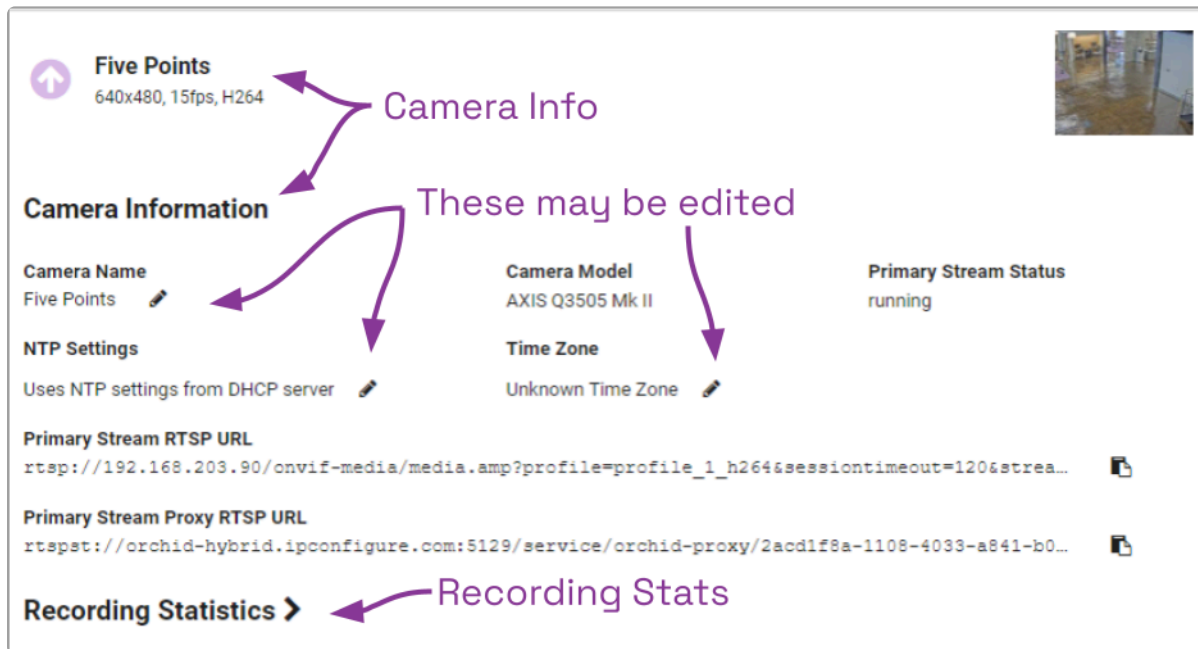 Five Points
640x480, 15fps, H264
Camera Info
Camera Information
These may be edited
Camera Name
Five Points
Camera Model
AXIS Q3505 Mk II
Primary Stream Status
running
NTP Settings
Uses NTP settings from DHCP server
Time Zone
Unknown Time Zone
Primary Stream RTSP URL
rtsp://192.168.203.90/onvif-media/media.amp?profile=profile_1_h264&sessiontimeout=120&strea…
Primary Stream Proxy RTSP URL
rtspst://orchid-hybrid.ipconfigure.com:5129/service/orchid-proxy/2acd1f8a-1108-4033-a841-b0…
Recording Stats
Recording Statistics